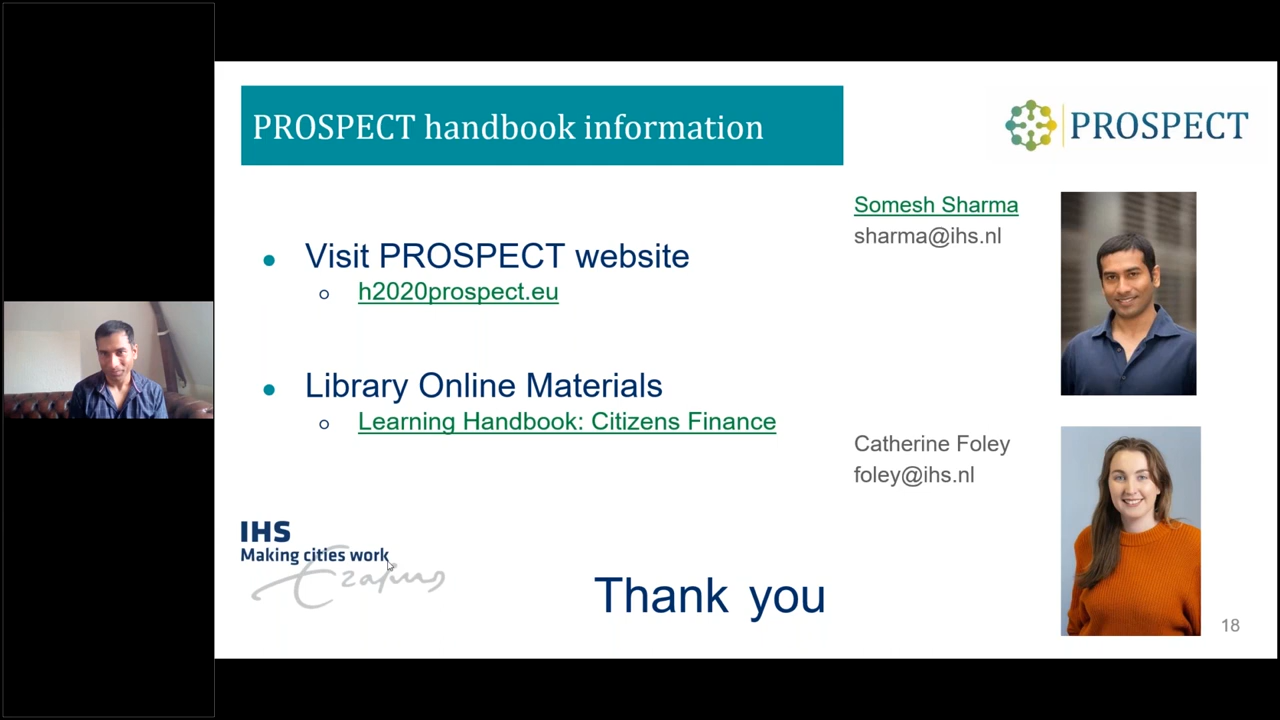 PROSPECT handbook information
PROSPECT
Somesh Sharma
sharma@ihs.nl
Visit PROSPECT website
h2020prospect.eu
Library Online Materials
Learning Handbook: Citizens Finance
Catherine Foley
foley@ihs.nl
IHS
Making cities work
Erasmus
Thank you
18